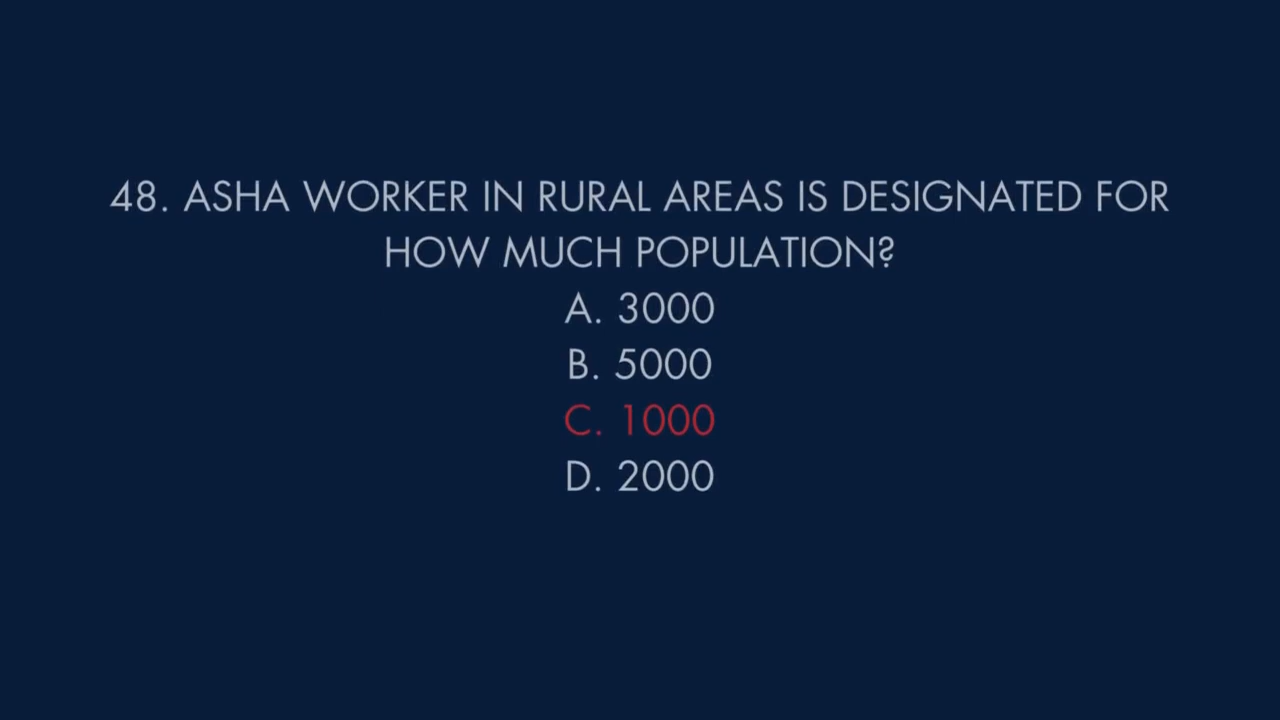 48. ASHA WORKER IN RURAL AREAS IS DESIGNATED FOR
HOW MUCH POPULATION?
A. 3000
B. 5000
C. 1000
D. 2000